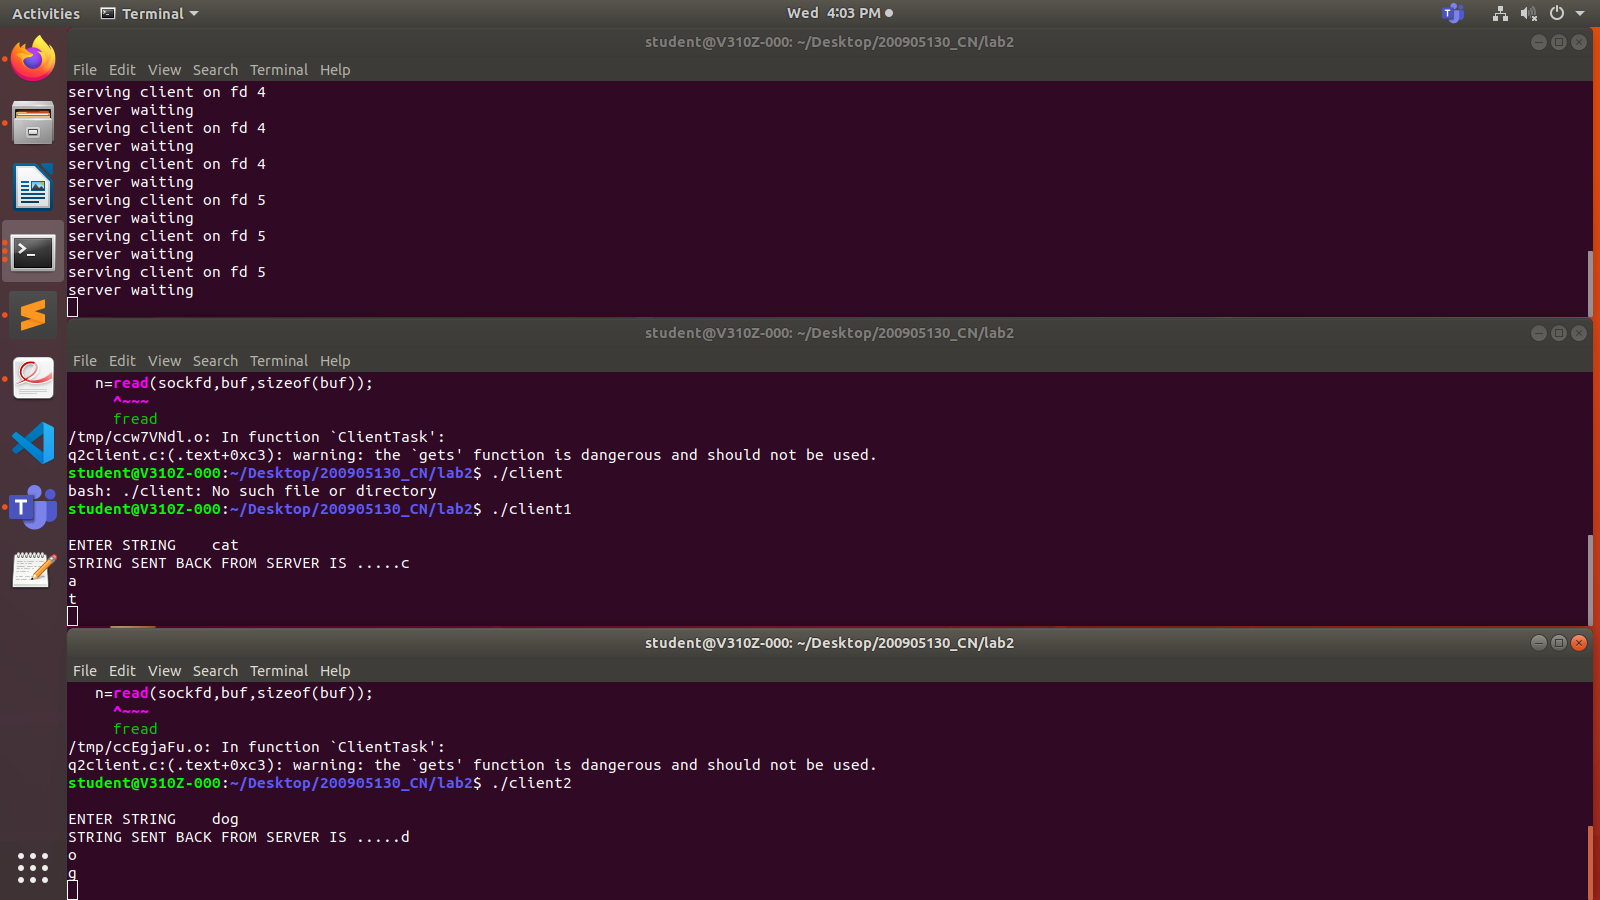 Activities Terminal Wed 4:03 PM
student@V310Z-000: ~/Desktop/200905130_CN/lab2
File Edit View Search Terminal Help
serving client on fd 4
server waiting
serving client on fd 4
server waiting
serving client on fd 4
server waiting
serving client on fd 5
server waiting
serving client on fd 5
server waiting
serving client on fd 5
server waiting
student@V310Z-000: ~/Desktop/200905130_CN/lab2
File Edit View Search Terminal Help
n=read(sockfd,buf,sizeof(buf));
^~~~
fread
/tmp/ccw7VNdl.o: In function `ClientTask':
q2client.c:(.text+0xc3): warning: the `gets' function is dangerous and should not be used.
student@V310Z-000:~/Desktop/200905130_CN/lab2$ ./client
bash: ./client: No such file or directory
student@V310Z-000:~/Desktop/200905130_CN/lab2$ ./client1
ENTER STRING    cat
STRING SENT BACK FROM SERVER IS .....c
a
t
student@V310Z-000: ~/Desktop/200905130_CN/lab2
File Edit View Search Terminal Help
n=read(sockfd,buf,sizeof(buf));
^~~~
fread
/tmp/ccEgjaFu.o: In function `ClientTask':
q2client.c:(.text+0xc3): warning: the `gets' function is dangerous and should not be used.
student@V310Z-000:~/Desktop/200905130_CN/lab2$ ./client2
ENTER STRING    dog
STRING SENT BACK FROM SERVER IS .....d
o
g